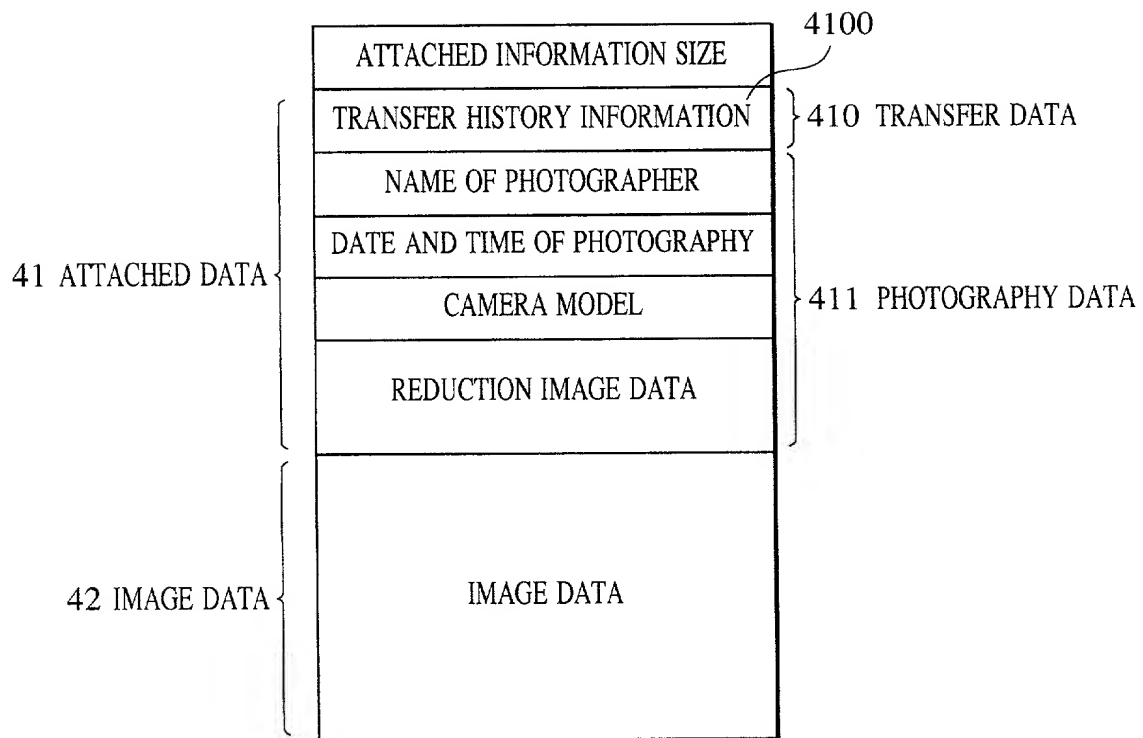 4100
ATTACHED INFORMATION SIZE
TRANSFER HISTORY INFORMATION
410 TRANSFER DATA
NAME OF PHOTOGRAPHER
DATE AND TIME OF PHOTOGRAPHY
41 ATTACHED DATA
CAMERA MODEL
411 PHOTOGRAPHY DATA
REDUCTION IMAGE DATA
42 IMAGE DATA
IMAGE DATA